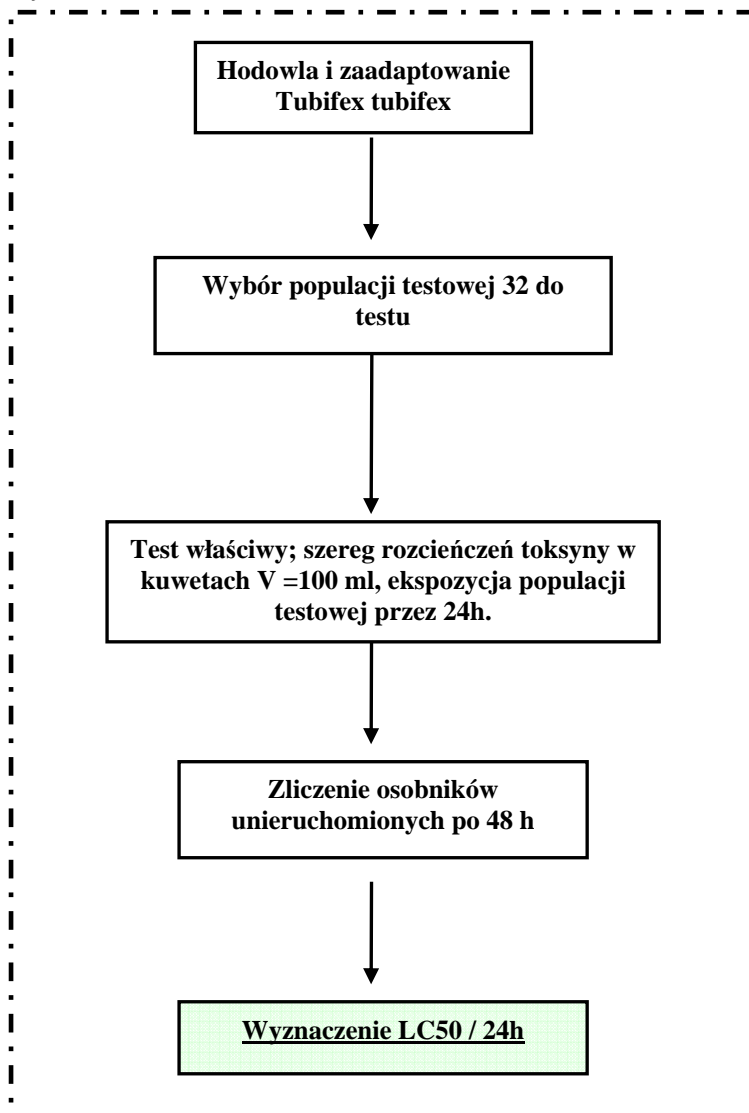 Hodowla i zaadaptowanie
Tubifex tubifex
Wybór populacji testowej 32 do
testu
Test właściwy; szereg rozcieńczeń toksyny w
kuwetach V =100 ml, ekspozycja populacji
testowej przez 24h.
Zliczenie osobników
unieruchomionych po 48 h
Wyznaczenie LC50 / 24h